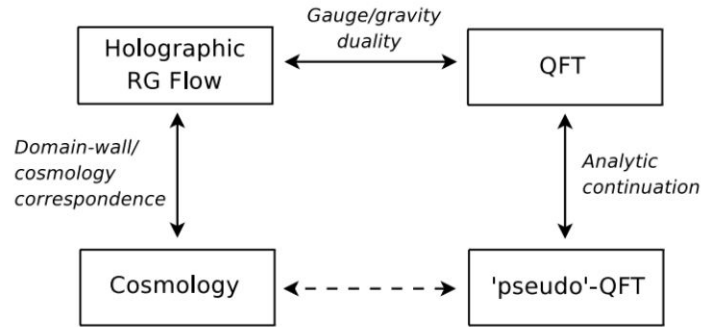 Gauge/gravity
duality
Holographic
RG Flow
QFT
Domain-wall/
cosmology
correspondence
Analytic
continuation
Cosmology
'pseudo'-QFT